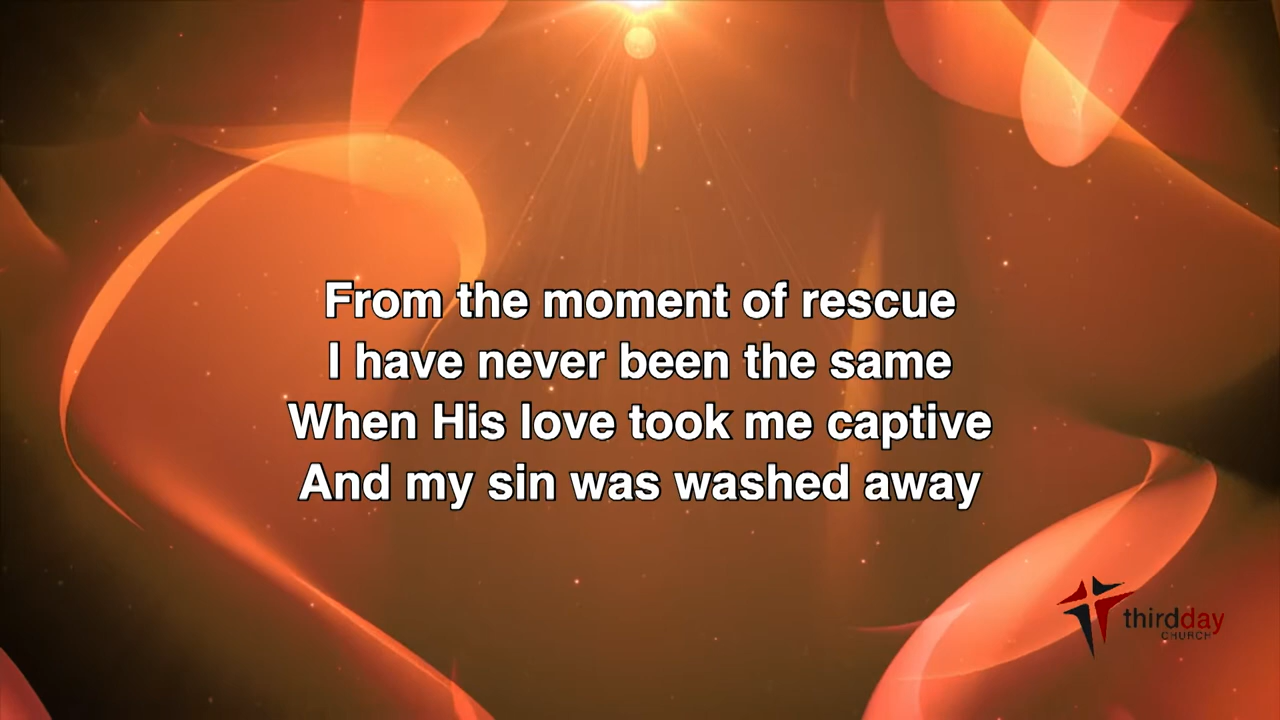 From the moment of rescue
I have never been the same
When His love took me captive
And my sin was washed away
thirdday
CHURCH